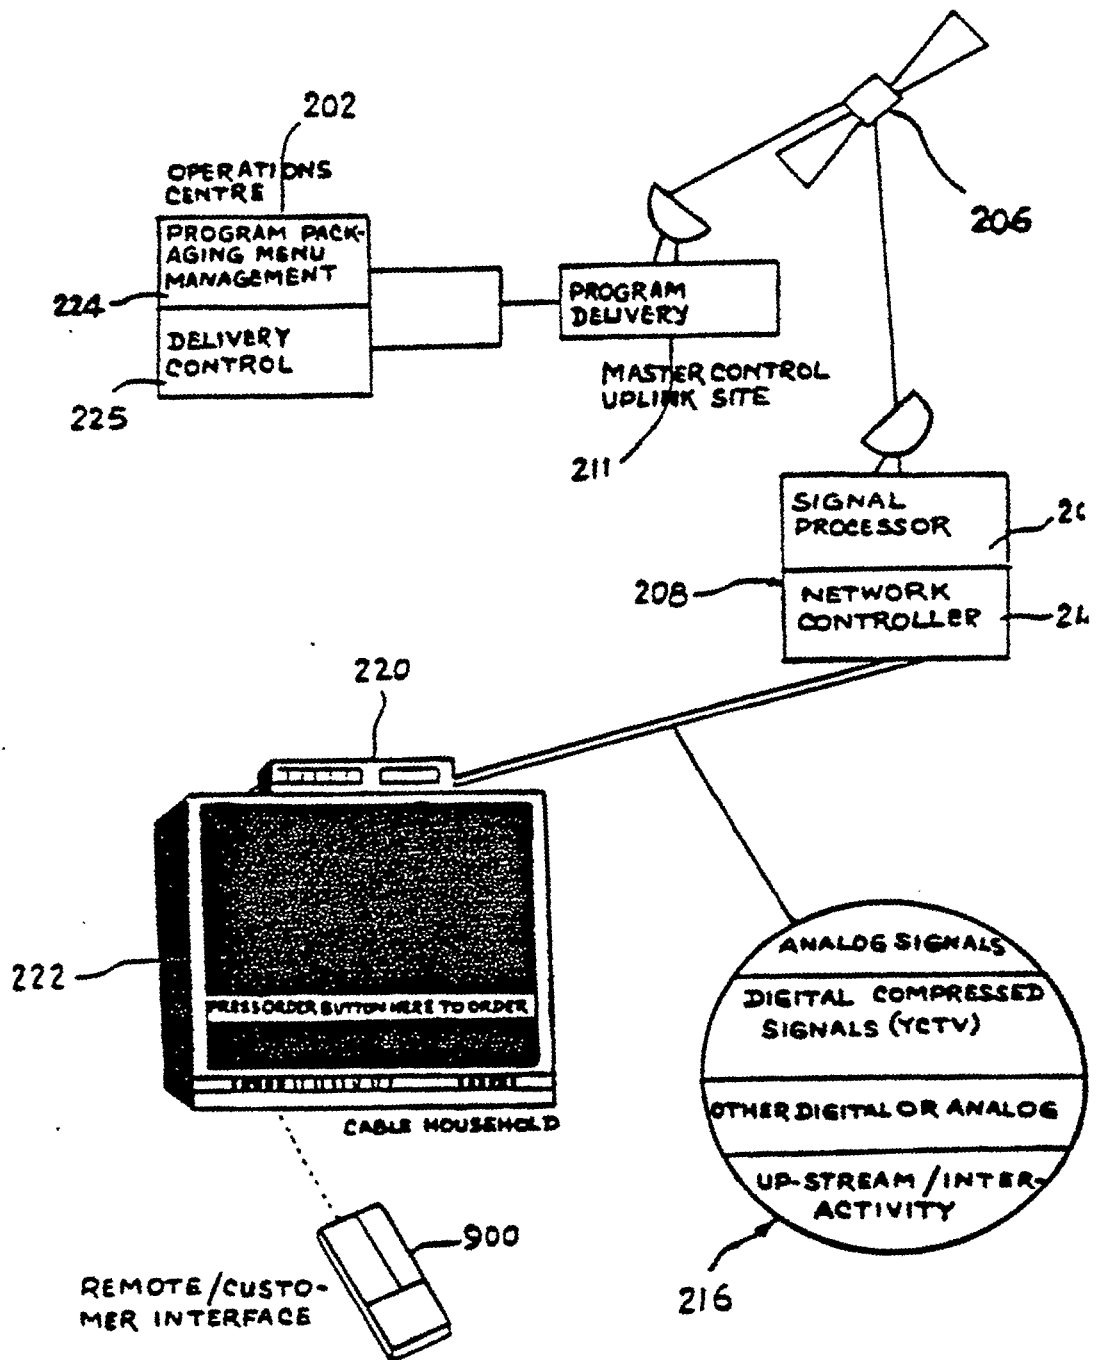 202
OPERATIONS
CENTRE
PROGRAM PACK-
AGING MENU
MANAGEMENT
224
DELIVERY
CONTROL
225
PROGRAM
DELIVERY
MASTER CONTROL
UPLINK SITE
211
206
SIGNAL
PROCESSOR
208
NETWORK
CONTROLLER
220
222
PRESS ORDER BUTTON HERE TO ORDER
CABLE HOUSEHOLD
ANALOG SIGNALS
DIGITAL COMPRESSED
SIGNALS (YCTV)
OTHER DIGITAL OR ANALOG
UP-STREAM/INTER-
ACTIVITY
216
900
REMOTE/CUSTO-
MER INTERFACE